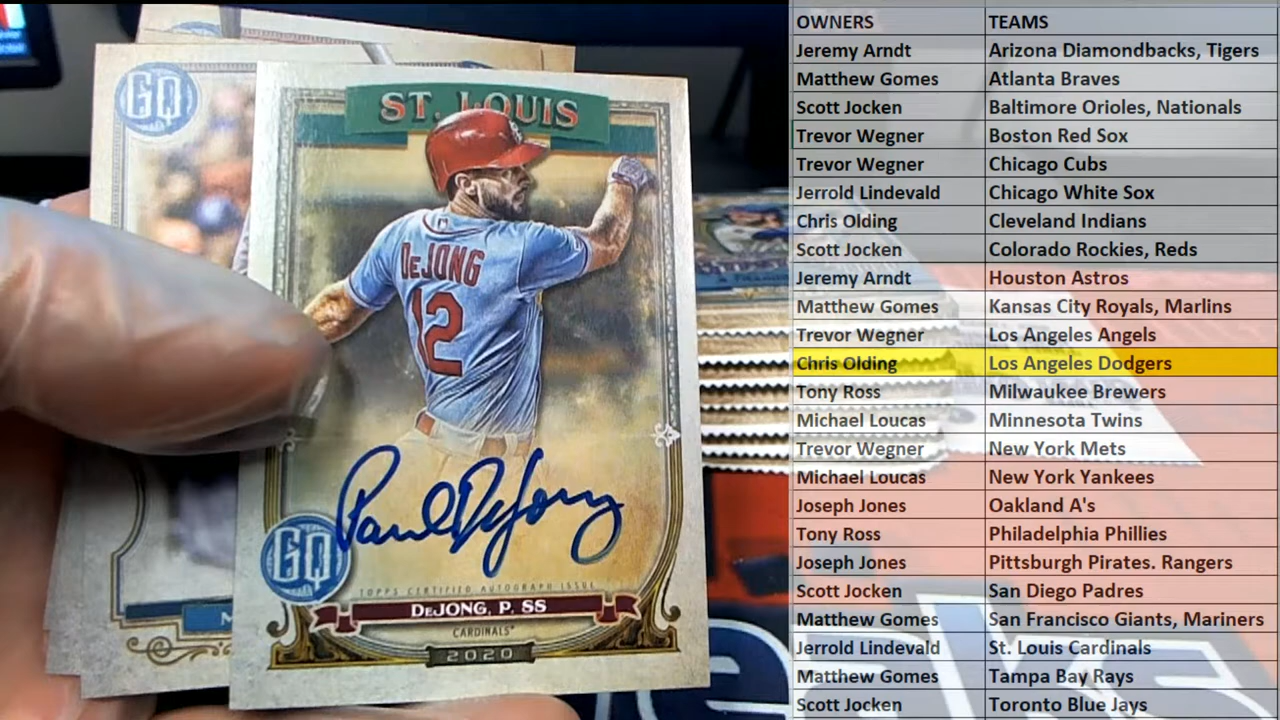 GQ
ST. LOUIS
DeJONG
12
Paul DeJong
GQ
TOPPS CERTIFIED AUTOGRAPH ISSUE
DeJONG, P. SS
CARDINALS
2020
OWNERS TEAMS
Jeremy Arndt Arizona Diamondbacks, Tigers
Matthew Gomes Atlanta Braves
Scott Jocken Baltimore Orioles, Nationals
Trevor Wegner Boston Red Sox
Trevor Wegner Chicago Cubs
Jerrold Lindevald Chicago White Sox
Chris Olding Cleveland Indians
Scott Jocken Colorado Rockies, Reds
Jeremy Arndt Houston Astros
Matthew Gomes Kansas City Royals, Marlins
Trevor Wegner Los Angeles Angels
Chris Olding Los Angeles Dodgers
Tony Ross Milwaukee Brewers
Michael Loucas Minnesota Twins
Trevor Wegner New York Mets
Michael Loucas New York Yankees
Joseph Jones Oakland A's
Tony Ross Philadelphia Phillies
Joseph Jones Pittsburgh Pirates. Rangers
Scott Jocken San Diego Padres
Matthew Gomes San Francisco Giants, Mariners
Jerrold Lindevald St. Louis Cardinals
Matthew Gomes Tampa Bay Rays
Scott Jocken Toronto Blue Jays